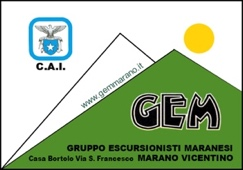 C.A.I.
www.gemmarano.it
GEM
GRUPPO ESCURSIONISTI MARANESI
Casa Bortolo Via S. Francesco MARANO VICENTINO